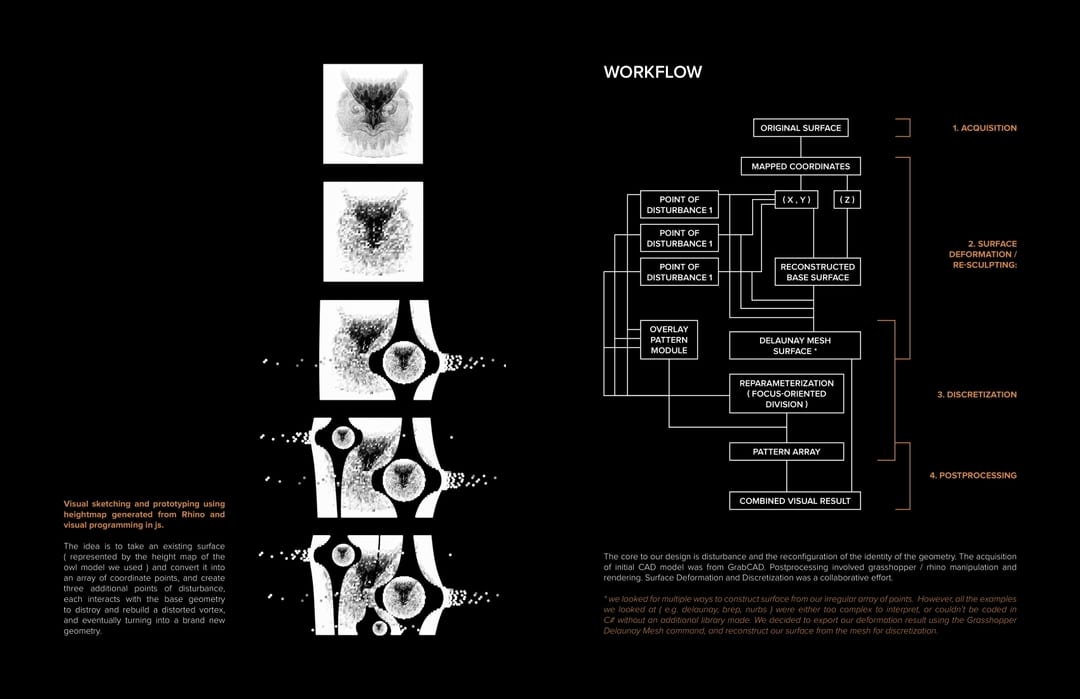 Visual sketching and prototyping using
heightmap generated from Rhino and
visual programming in js.
The idea is to take an existing surface
( represented by the height map of the
owl model we used ) and convert it into
an array of coordinate points, and create
three additional points of disturbance,
each interacts with the base geometry
to distroy and rebuild a distorted vortex,
and eventually turning into a brand new
geometry.
WORKFLOW
ORIGINAL SURFACE
1. ACQUISITION
MAPPED COORDINATES
POINT OF
DISTURBANCE 1
( X , Y )
( Z )
POINT OF
DISTURBANCE 1
2. SURFACE
DEFORMATION /
RE-SCULPTING:
POINT OF
DISTURBANCE 1
RECONSTRUCTED
BASE SURFACE
OVERLAY
PATTERN
MODULE
DELAUNAY MESH
SURFACE *
REPARAMETERIZATION
( FOCUS-ORIENTED
DIVISION )
3. DISCRETIZATION
PATTERN ARRAY
4. POSTPROCESSING
COMBINED VISUAL RESULT
The core to our design is disturbance and the reconfiguration of the identity of the geometry. The acquisition
of initial CAD model was from GrabCAD. Postprocessing involved grasshopper / rhino manipulation and
rendering. Surface Deformation and Discretization was a collaborative effort.
* we looked for multiple ways to construct surface from our irregular array of points. However, all the examples
we looked at ( e.g. delaunay, brep, nurbs ) were either too complex to interpret, or couldn't be coded in
C# without an additional library made. We decided to export our deformation result using the Grasshopper
Delaunay Mesh command, and reconstruct our surface from the mesh for discretization.